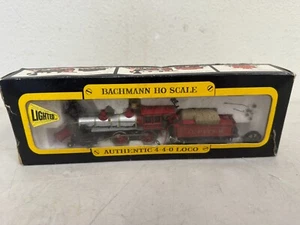 BACHMANN HO SCALE
LIGHTED
AUTHENTIC 4-4-0 LOCO